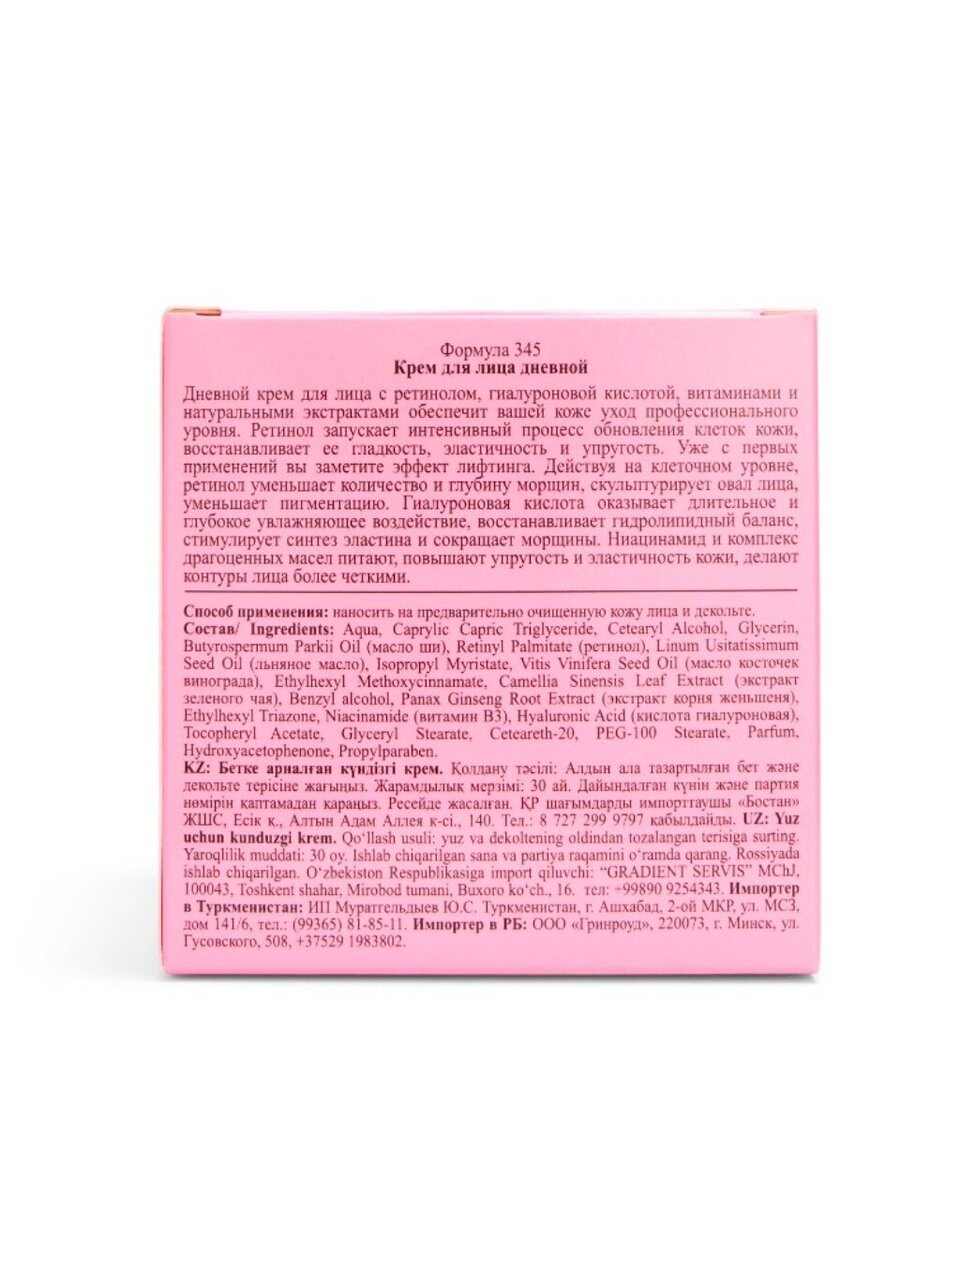 Формула 345
Крем для лица дневной
Дневной крем для лица с ретинолом, гиалуроновой кислотой, витаминами и
натуральными экстрактами обеспечит вашей коже уход профессионального
уровня. Ретинол запускает интенсивный процесс обновления клеток кожи,
восстанавливает ее гладкость, эластичность и упругость. Уже с первых
применений вы заметите эффект лифтинга. Действуя на клеточном уровне,
ретинол уменьшает количество и глубину морщин, скульптурирует овал лица,
уменьшает пигментацию. Гиалуроновая кислота оказывает длительное и
глубокое увлажняющее воздействие, восстанавливает гидролипидный баланс,
стимулирует синтез эластина и сокращает морщины. Ниацинамид и комплекс
драгоценных масел питают, повышают упругость и эластичность кожи, делают
контуры лица более четкими.
Способ применения: наносить на предварительно очищенную кожу лица и декольте.
Состав/ Ingredients: Aqua, Caprylic Capric Triglyceride, Cetearyl Alcohol, Glycerin,
Butyrospermum Parkii Oil (масло ши), Retinyl Palmitate (ретинол), Linum Usitatissimum
Seed Oil (льняное масло), Isopropyl Myristate, Vitis Vinifera Seed Oil (масло косточек
винограда), Ethylhexyl Methoxycinnamate, Camellia Sinensis Leaf Extract (экстракт
зеленого чая), Benzyl alcohol, Panax Ginseng Root Extract (экстракт корня женьшеня),
Ethylhexyl Triazone, Niacinamide (витамин В3), Hyaluronic Acid (кислота гиалуроновая),
Tocopheryl Acetate, Glyceryl Stearate, Ceteareth-20, PEG-100 Stearate, Parfum,
Hydroxyacetophenone, Propylparaben.
KZ: Бетке арналған күндізгі крем. Қолдану тәсілі: Алдын ала тазартылған бет және
декольте терісіне жағыңыз. Жарамдылық мерзімі: 30 ай. Дайындалған күнін және партия
нөмірін қаптамадан караңыз. Ресейде жасалған. ҚР шағымдарды импорттаушы «Бостан»
ЖШС, Есік қ., Алтын Адам Аллея к-сі., 140. Тел.: 8 727 299 9797 қабылдайды. UZ: Yuz
uchun kunduzgi krem. Qo‘llash usuli: yuz va dekoltening oldindan tozalangan terisiga surting.
Yaroqlilik muddati: 30 oy. Ishlab chiqarilgan sana va partiya raqamini o‘ramda qarang. Rossiyada
ishlab chiqarilgan. O‘zbekiston Respublikasiga import qiluvchi: “GRADIENT SERVIS” MChJ,
100043, Toshkent shahar, Mirobod tumani, Buxoro ko‘ch., 16. тел: +99890 9254343. Импортер
в Туркменистан: ИП Муратгельдыев Ю.С. Туркменистан, г. Ашхабад, 2-ой МКР, ул. МСЗ,
дом 141/6, тел.: (99365) 81-85-11. Импортер в РБ: ООО «Гринроуд», 220073, г. Минск, ул.
Гусовского, 508, +37529 1983802.